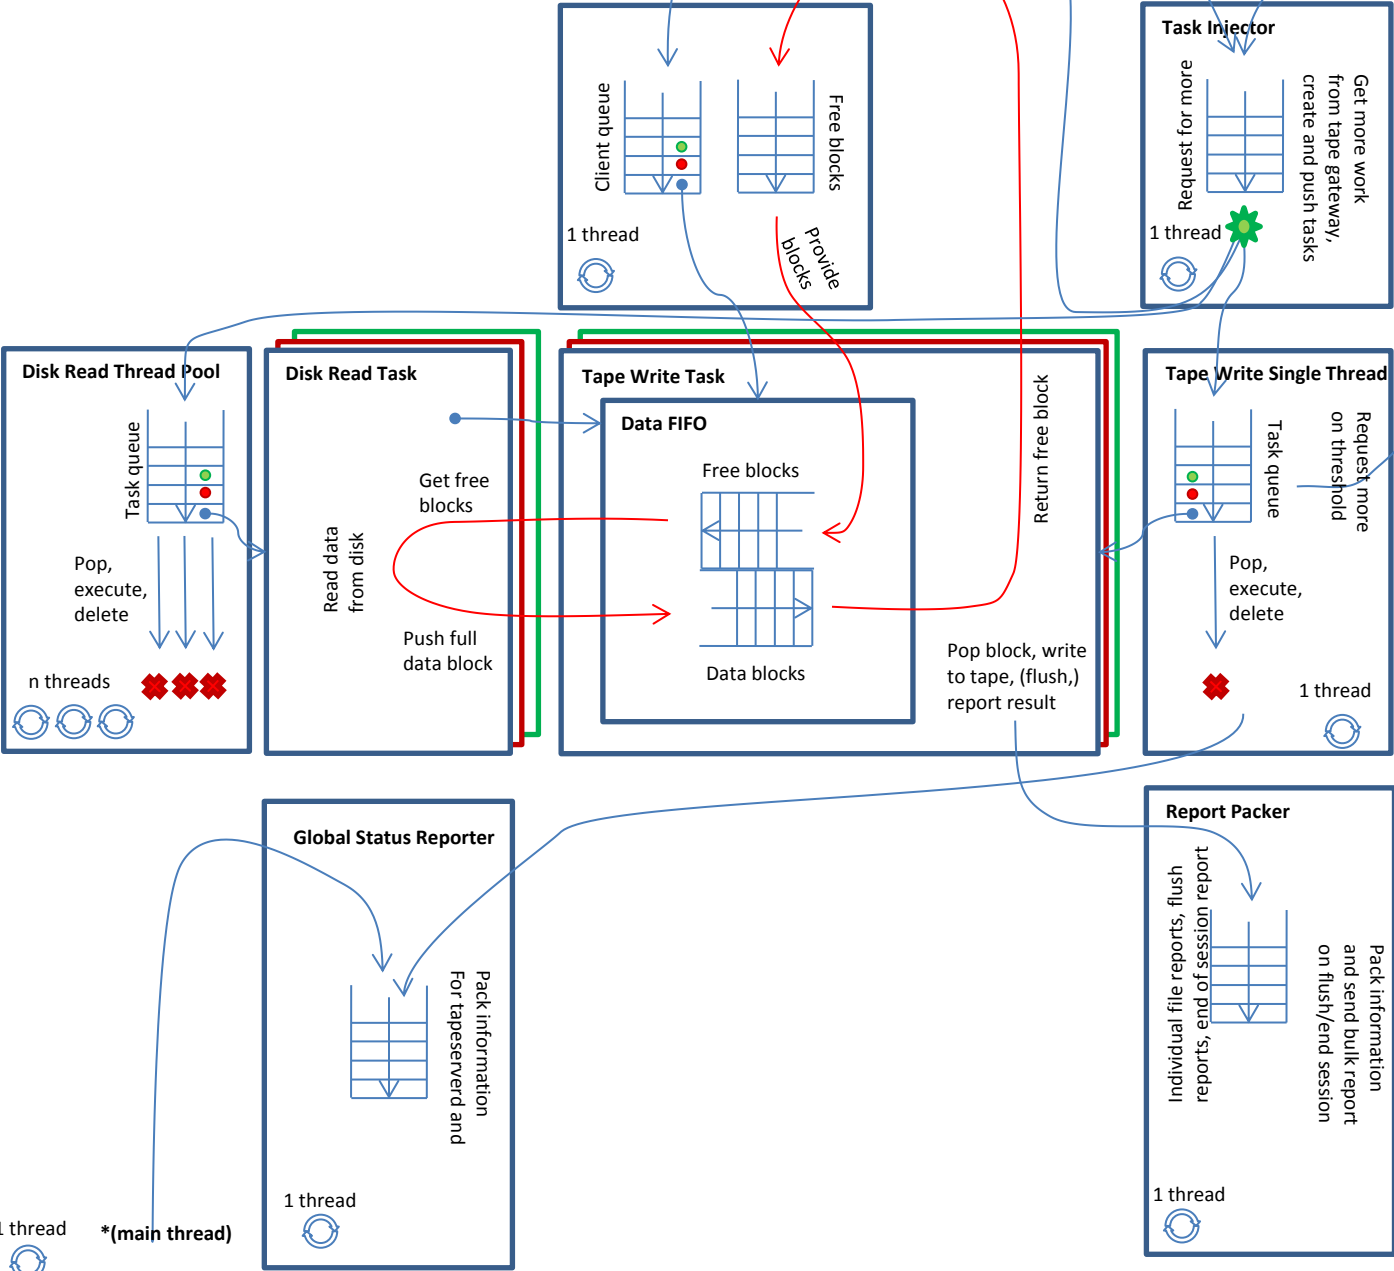 Task Injector
Client queue
Free blocks
Provide
blocks
1 thread
Request for more
Get more work
from tape gateway,
create and push tasks
1 thread
Disk Read Thread Pool
Task queue
Pop,
execute,
delete
n threads
Disk Read Task
Get free
blocks
Read data
from disk
Push full
data block
Tape Write Task
Data FIFO
Free blocks
Data blocks
Return free block
Pop block, write
to tape, (flush,)
report result
Tape Write Single Thread
Task queue
Request more
on threshold
Pop,
execute,
delete
1 thread
Global Status Reporter
Pack information
For tapeserverd and
1 thread
Report Packer
Individual file reports, flush
reports, end of session report
Pack information
and send bulk report
on flush/end session
1 thread
1 thread
*(main thread)